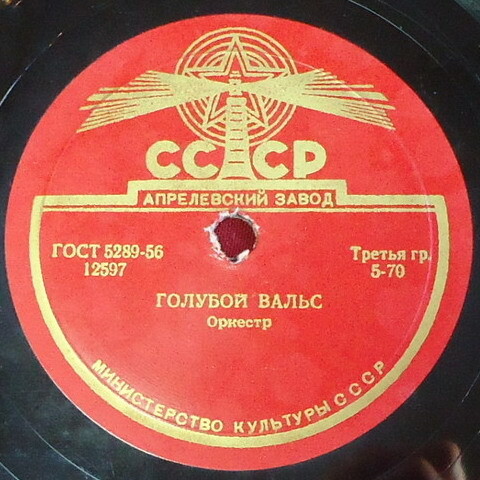 СССР
АПРЕЛЕВСКИЙ ЗАВОД
ГОСТ 5289-56
12597
Третья гр.
5-70
ГОЛУБОЙ ВАЛЬС
Оркестр
МИНИСТЕРСТВО КУЛЬТУРЫ СССР